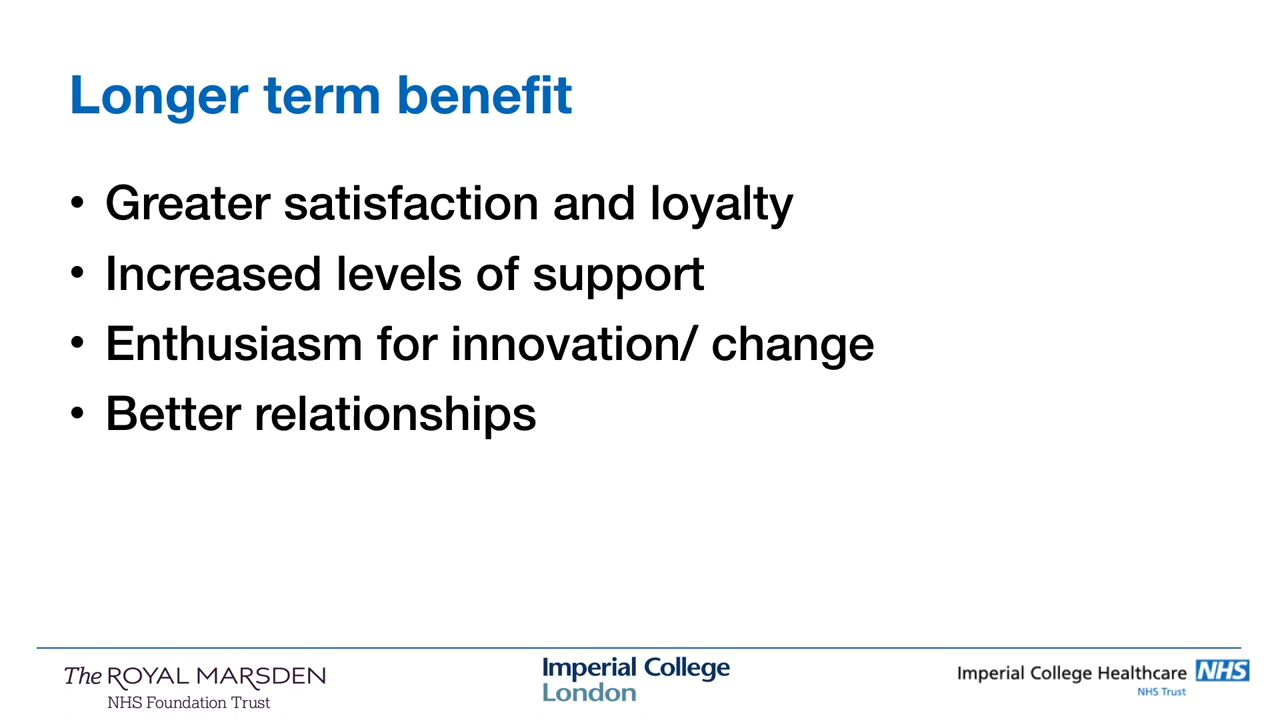 Longer term benefit
• Greater satisfaction and loyalty
• Increased levels of support
• Enthusiasm for innovation/ change
• Better relationships
The ROYAL MARSDEN
NHS Foundation Trust
Imperial College
London
Imperial College Healthcare NHS
NHS Trust